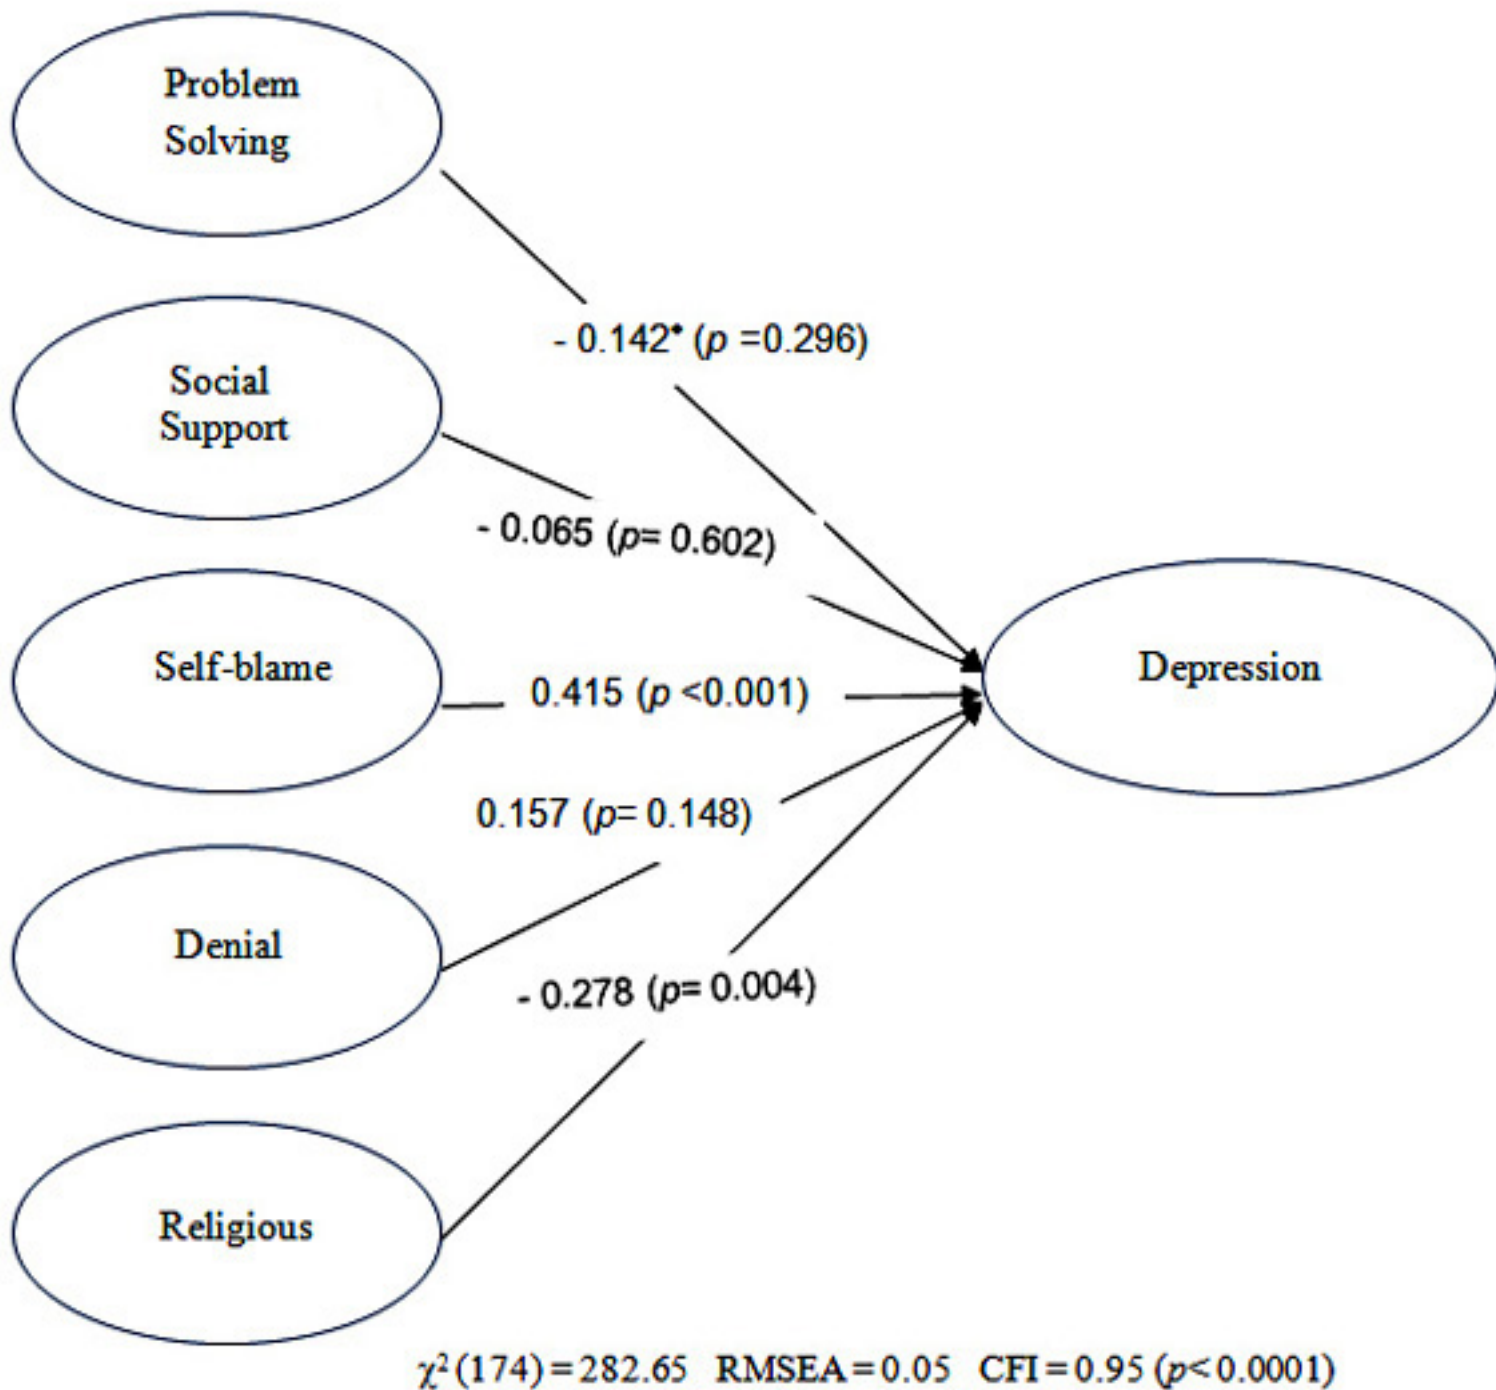 Problem
Solving
- 0.142* (p =0.296)
Social
Support
- 0.065 (p= 0.602)
Self-blame
0.415 (p <0.001)
Depression
0.157 (p= 0.148)
Denial
- 0.278 (p= 0.004)
Religious
χ² (174) = 282.65 RMSEA = 0.05 CFI = 0.95 (p< 0.0001)